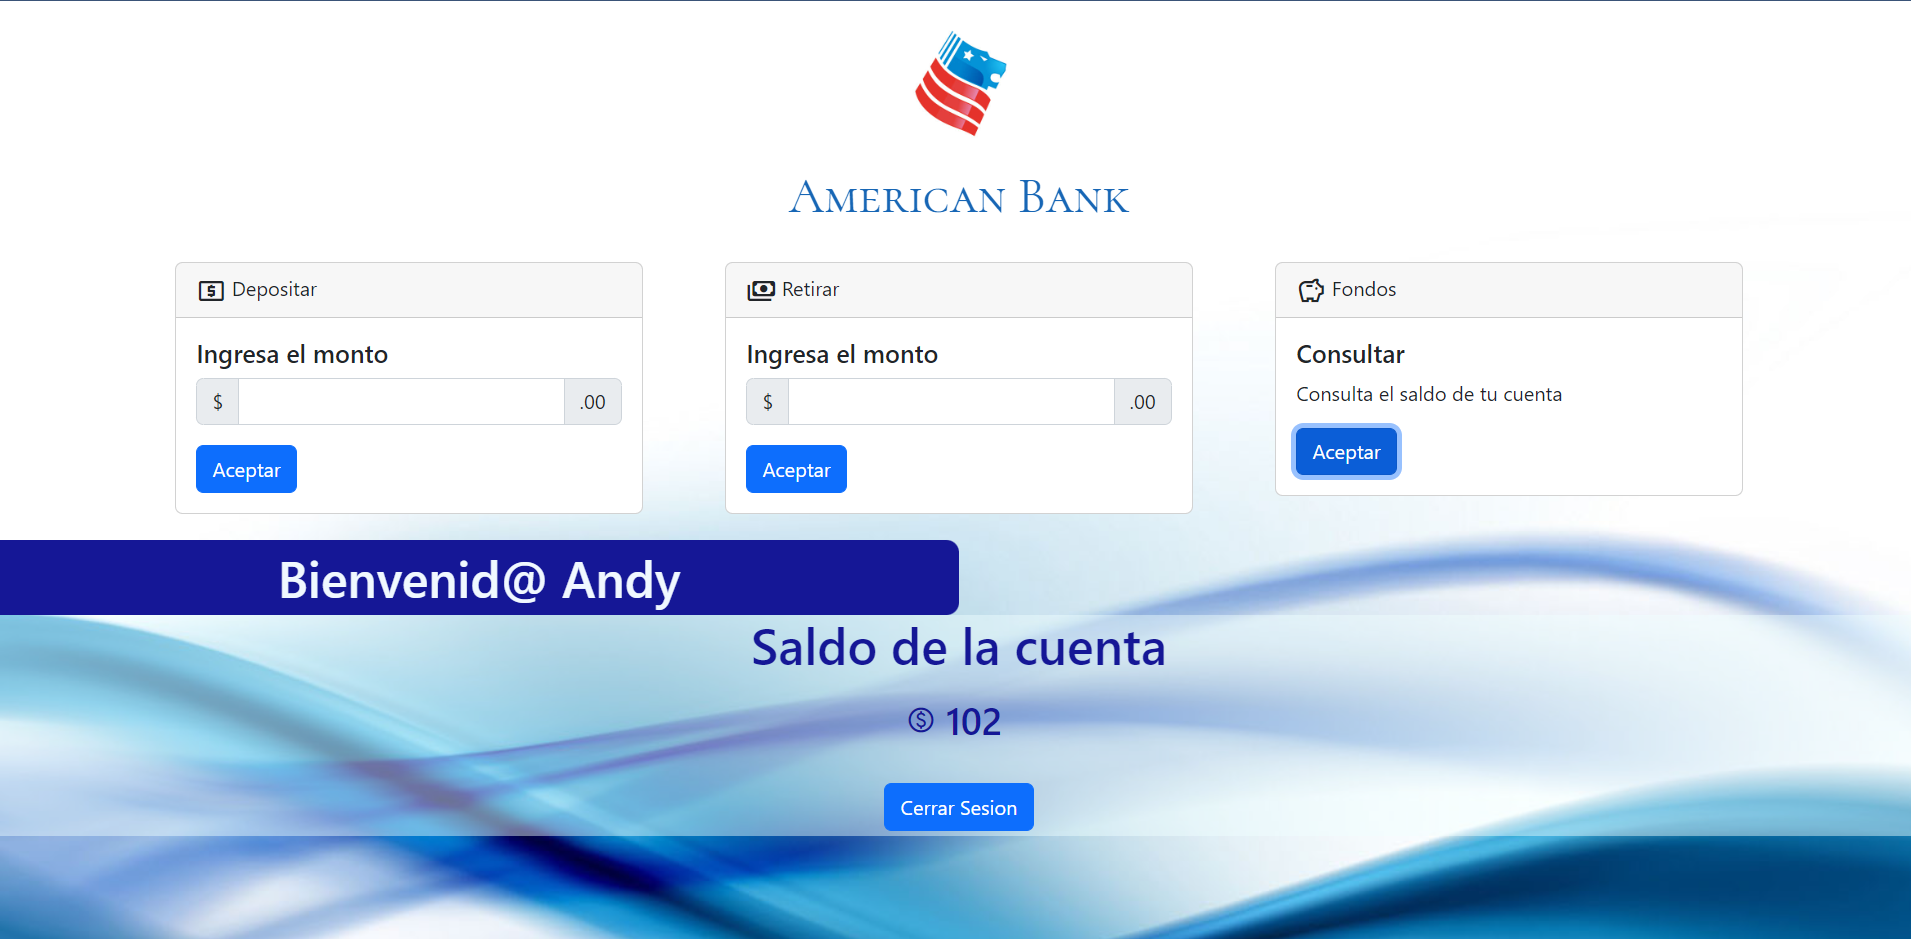 American Bank
Depositar
Ingresa el monto
$ .00
Aceptar
Retirar
Ingresa el monto
$ .00
Aceptar
Fondos
Consultar
Consulta el saldo de tu cuenta
Aceptar
Bienvenid@ Andy
Saldo de la cuenta
$ 102
Cerrar Sesion